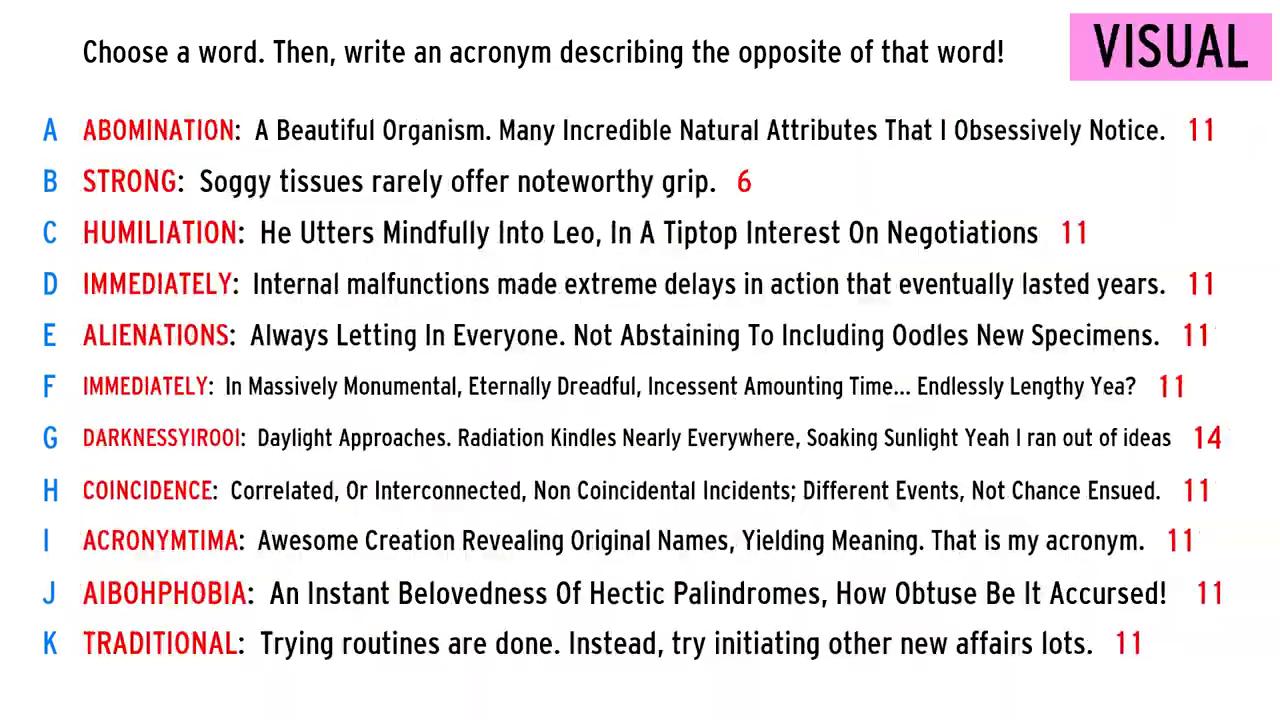 Choose a word. Then, write an acronym describing the opposite of that word!
VISUAL
A ABOMINATION: A Beautiful Organism. Many Incredible Natural Attributes That I Obsessively Notice. 11
B STRONG: Soggy tissues rarely offer noteworthy grip. 6
C HUMILIATION: He Utters Mindfully Into Leo, In A Tiptop Interest On Negotiations 11
D IMMEDIATELY: Internal malfunctions made extreme delays in action that eventually lasted years. 11
E ALIENATIONS: Always Letting In Everyone. Not Abstaining To Including Oodles New Specimens. 11
F IMMEDIATELY: In Massively Monumental, Eternally Dreadful, Incessent Amounting Time... Endlessly Lengthy Yea? 11
G DARKNESSYIROOI: Daylight Approaches. Radiation Kindles Nearly Everywhere, Soaking Sunlight Yeah I ran out of ideas 14
H COINCIDENCE: Correlated, Or Interconnected, Non Coincidental Incidents; Different Events, Not Chance Ensued. 11
I ACRONYMTIMA: Awesome Creation Revealing Original Names, Yielding Meaning. That is my acronym. 11
J AIBOHPHOBIA: An Instant Belovedness Of Hectic Palindromes, How Obtuse Be It Accursed! 11
K TRADITIONAL: Trying routines are done. Instead, try initiating other new affairs lots. 11